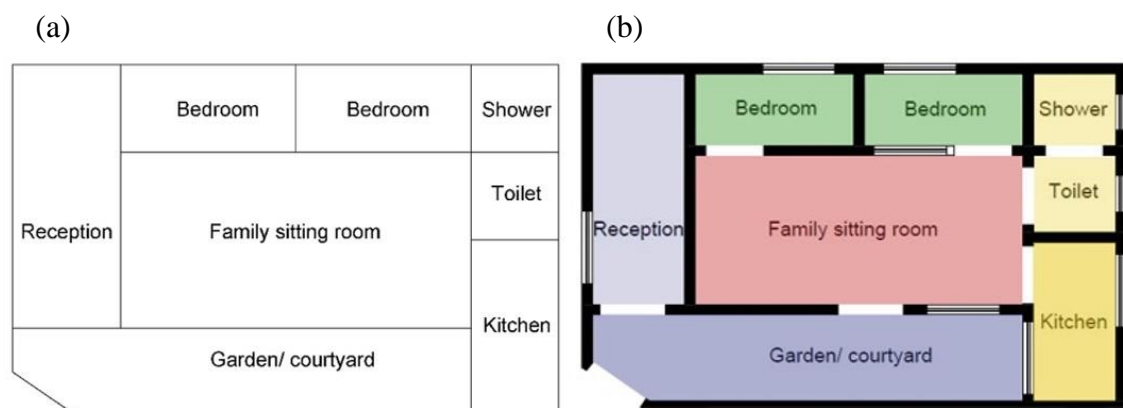 (a)
(b)
Bedroom
Bedroom
Shower
Toilet
Reception
Family sitting room
Kitchen
Garden/ courtyard
Bedroom
Bedroom
Shower
Toilet
Reception
Family sitting room
Kitchen
Garden/ courtyard